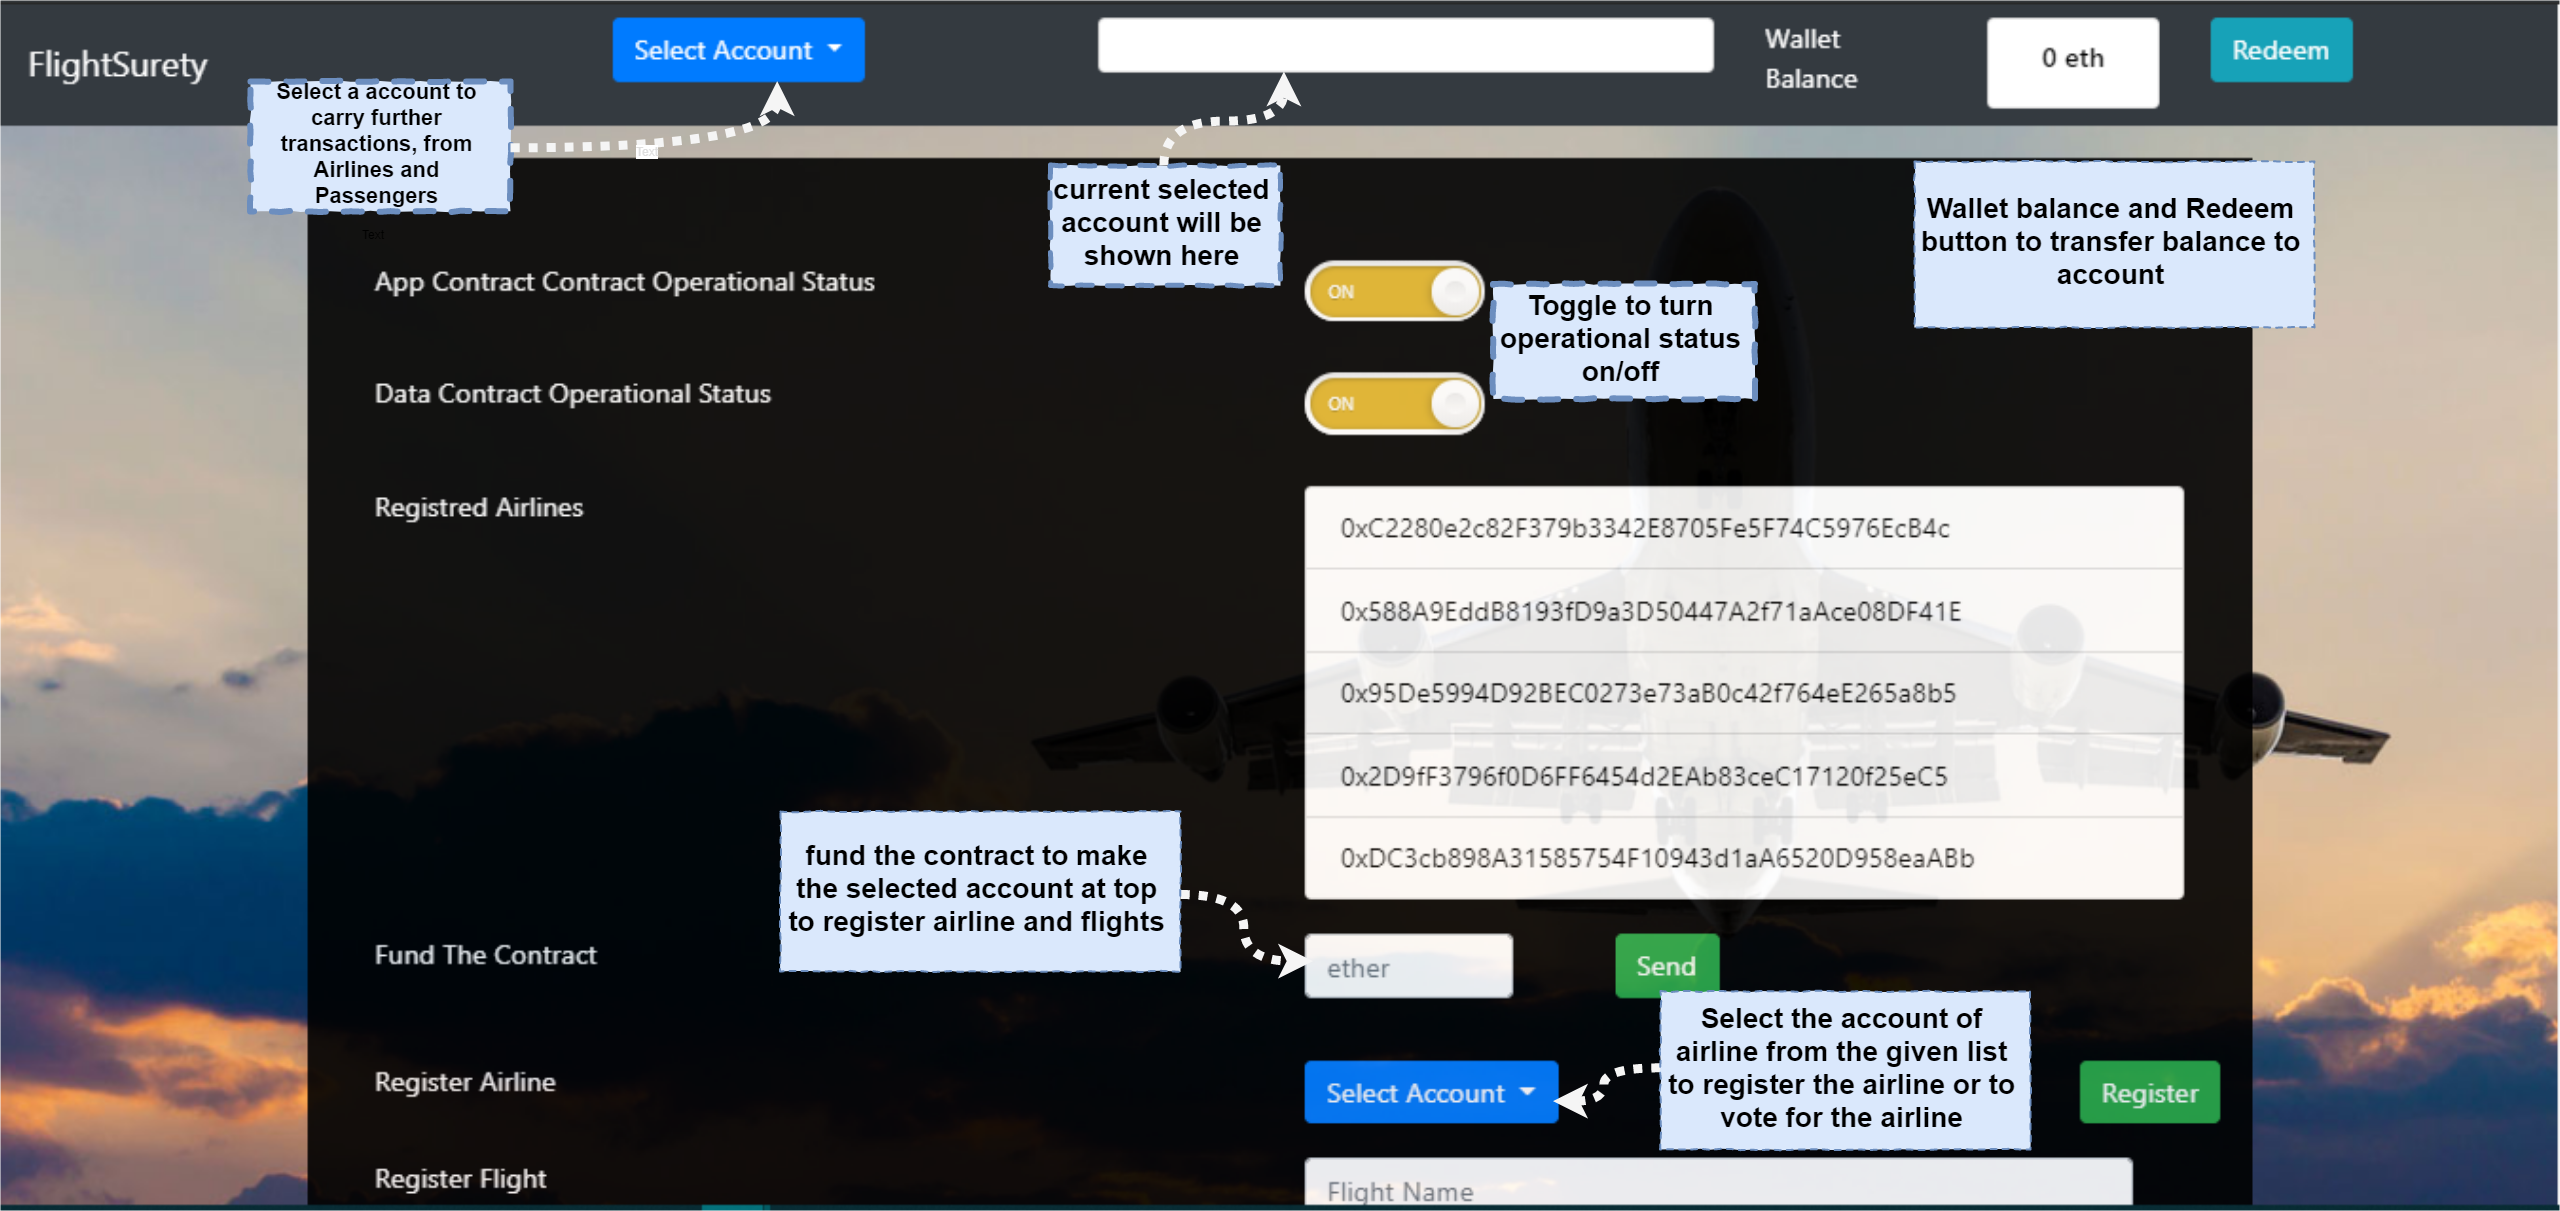 FlightSurety
Select Account
Wallet
Balance
0 eth
Redeem
Select a account to
carry further
transactions, from
Airlines and
Passengers
Text
Text
current selected
account will be
shown here
Wallet balance and Redeem
button to transfer balance to
account
App Contract Contract Operational Status
ON
Toggle to turn
operational status
on/off
Data Contract Operational Status
ON
Registred Airlines
0xC2280e2c82F379b3342E8705Fe5F74C5976EcB4c
0x588A9EddB8193fD9a3D50447A2f71aAce08DF41E
0x95De5994D92BEC0273e73aB0c42f764eE265a8b5
0x2D9fF3796f0D6FF6454d2EAb83ceC17120f25eC5
0xDC3cb898A31585754F10943d1aA6520D958eaABb
fund the contract to make
the selected account at top
to register airline and flights
Fund The Contract
ether
Send
Select the account of
airline from the given list
to register the airline or to
vote for the airline
Register Airline
Select Account
Register
Register Flight
Flight Name